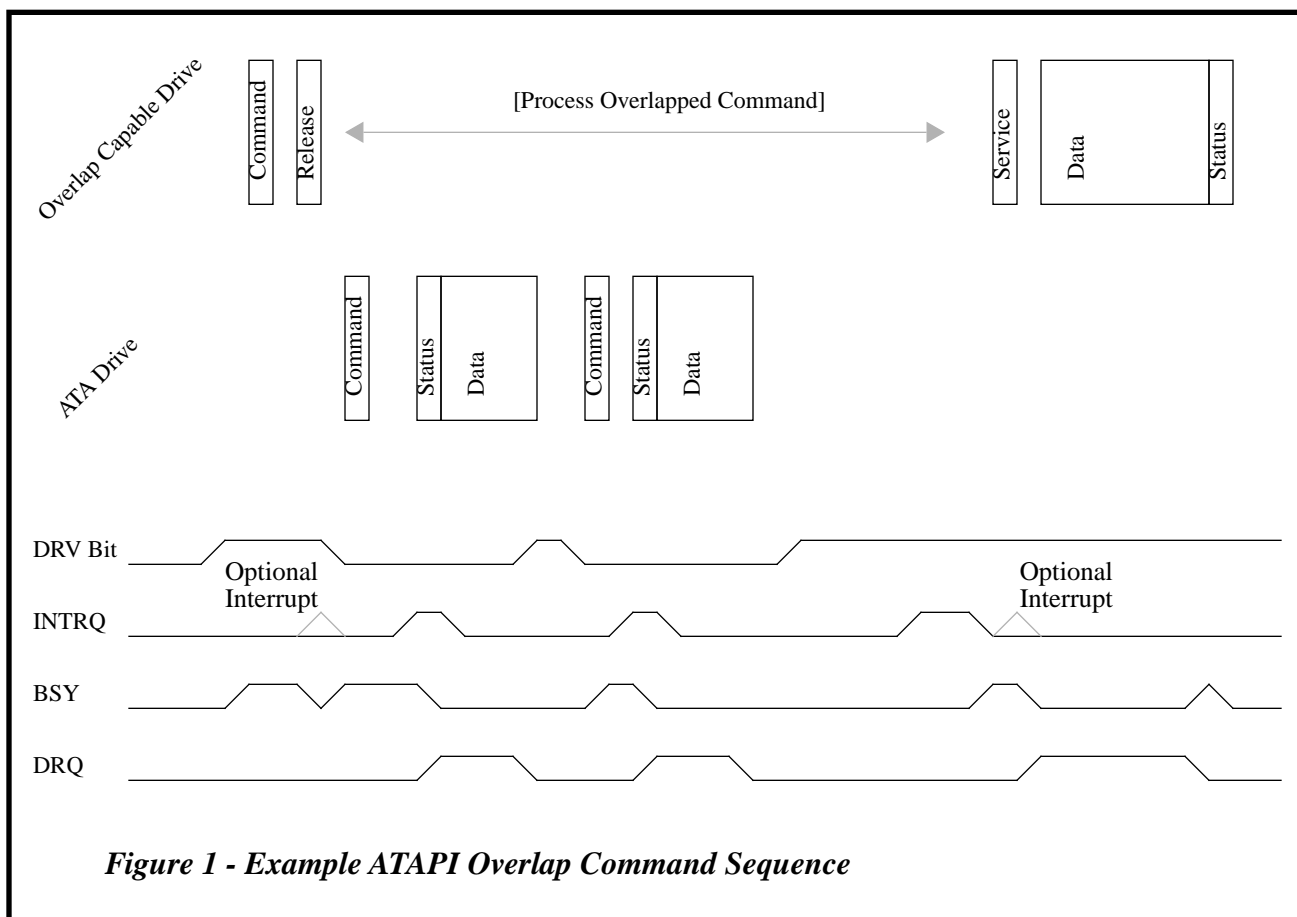 Overlap Capable Drive
Command
Release
[Process Overlapped Command]
Service
Data
Status
ATA Drive
Command
Status
Data
Command
Status
Data
DRV Bit
Optional
Interrupt
Optional
Interrupt
INTRQ
BSY
DRQ
Figure 1 - Example ATAPI Overlap Command Sequence